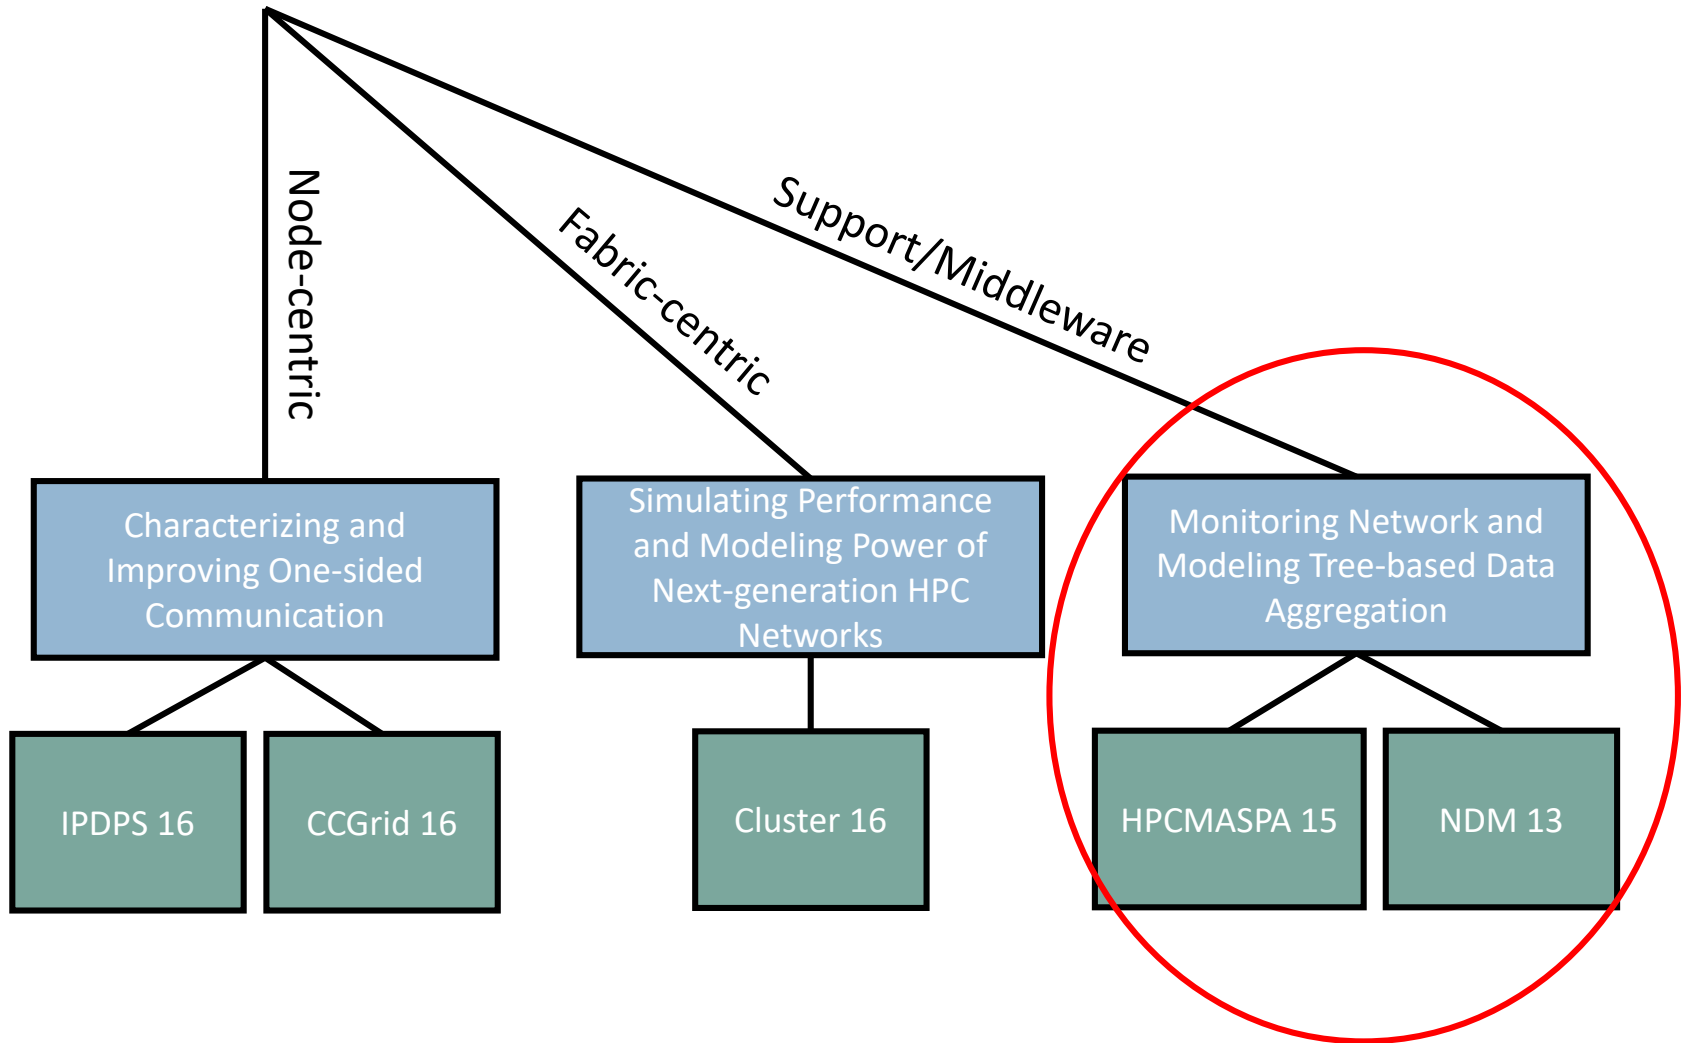 Node-centric
Fabric-centric
Support/Middleware
Characterizing and
Improving One-sided
Communication
Simulating Performance
and Modeling Power of
Next-generation HPC
Networks
Monitoring Network and
Modeling Tree-based Data
Aggregation
IPDPS 16
CCGrid 16
Cluster 16
HPCMASPA 15
NDM 13